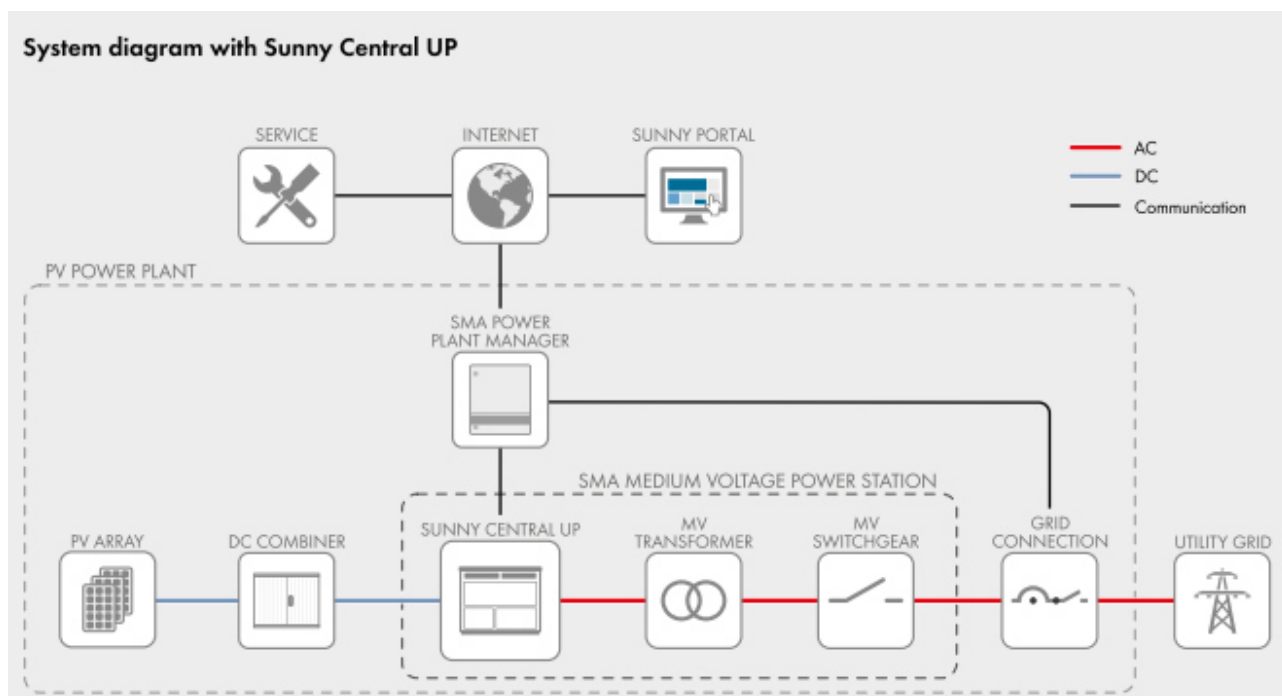 System diagram with Sunny Central UP
SERVICE
INTERNET
SUNNY PORTAL
AC
DC
Communication
PV POWER PLANT
SMA POWER
PLANT MANAGER
SMA MEDIUM VOLTAGE POWER STATION
PV ARRAY
DC COMBINER
SUNNY CENTRAL UP
MV
TRANSFORMER
MV
SWITCHGEAR
GRID
CONNECTION
UTILITY GRID